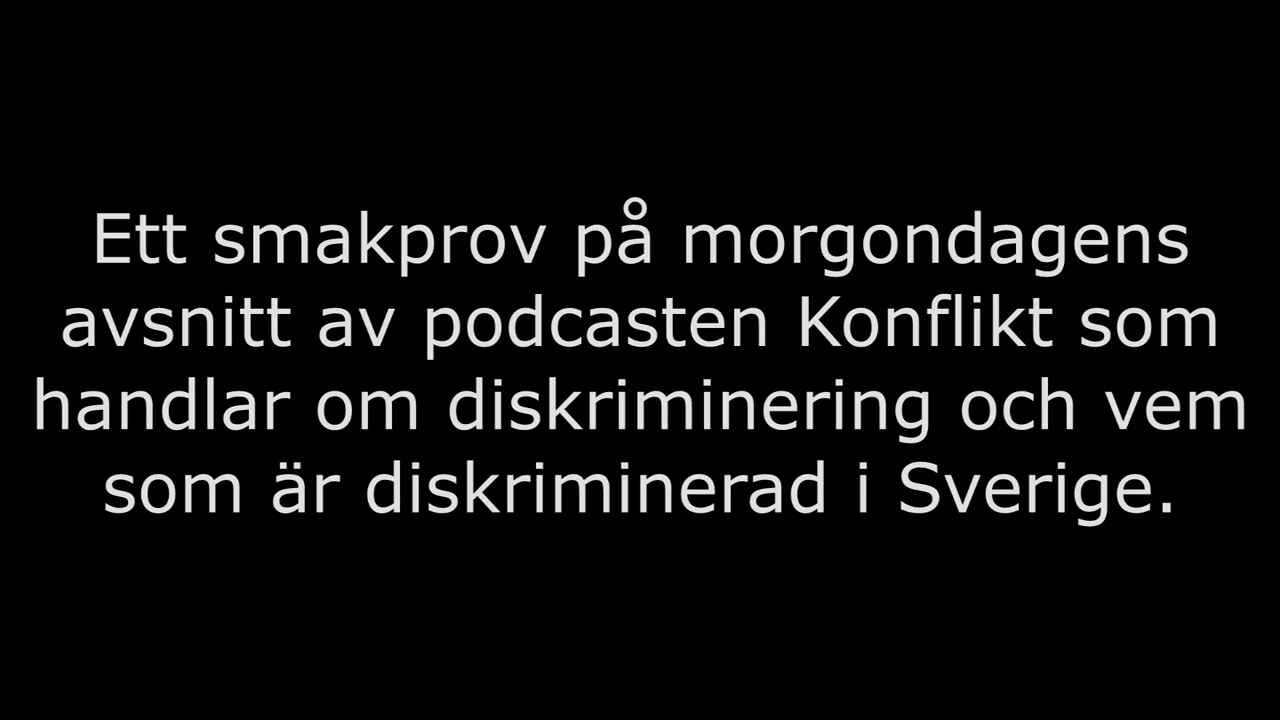 Ett smakprov på morgondagens
avsnitt av podcasten Konflikt som
handlar om diskriminering och vem
som är diskriminerad i Sverige.